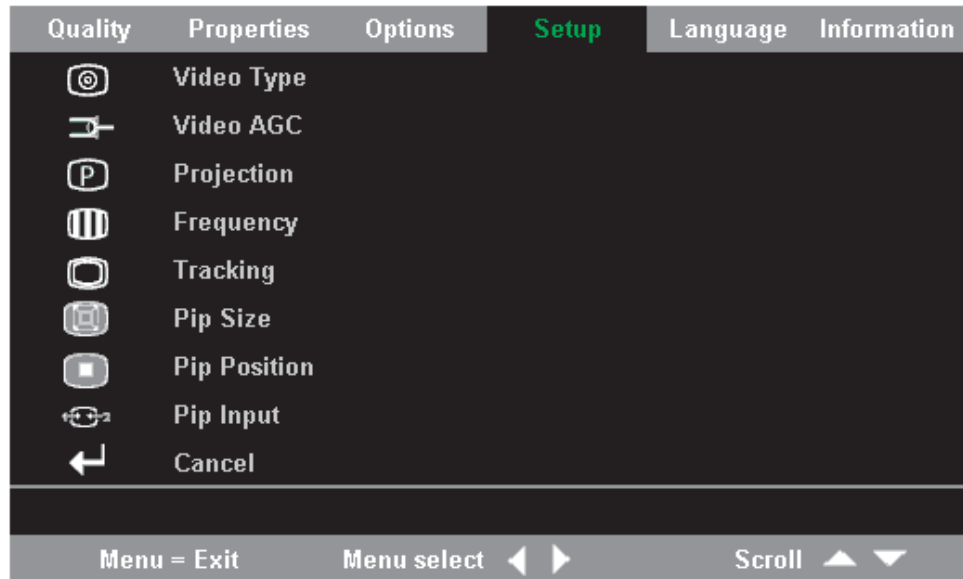 Quality Properties Options Setup Language Information
Video Type
Video AGC
P Projection
Frequency
Tracking
Pip Size
Pip Position
Pip Input
Cancel
Menu = Exit Menu select Scroll